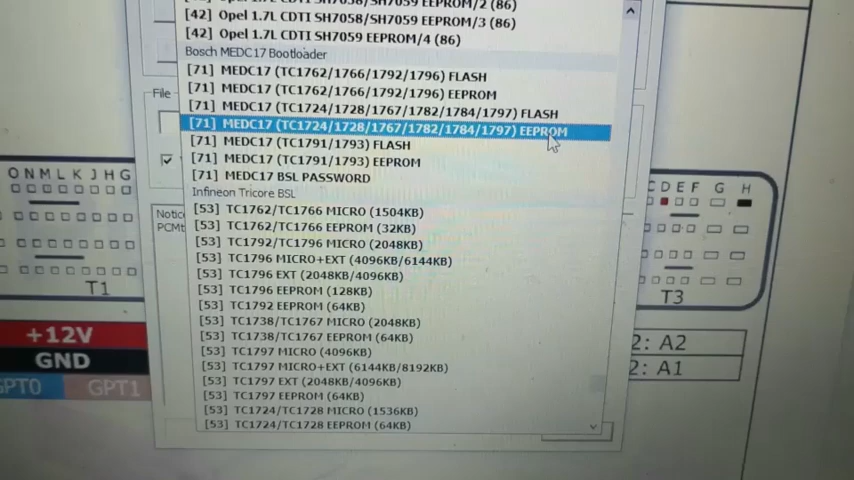 [42] Opel 1.7L CDTI SH7058/SH7059 EEPROM/2 (86)
[42] Opel 1.7L CDTI SH7058/SH7059 EEPROM/3 (86)
[42] Opel 1.7L CDTI SH7059 EEPROM/4 (86)
Bosch MEDC17 Bootloader
[71] MEDC17 (TC1762/1766/1792/1796) FLASH
[71] MEDC17 (TC1762/1766/1792/1796) EEPROM
[71] MEDC17 (TC1724/1728/1767/1782/1784/1797) FLASH
[71] MEDC17 (TC1724/1728/1767/1782/1784/1797) EEPROM
[71] MEDC17 (TC1791/1793) FLASH
[71] MEDC17 (TC1791/1793) EEPROM
[71] MEDC17 BSL PASSWORD
Infineon Tricore BSL
[53] TC1762/TC1766 MICRO (1504KB)
[53] TC1762/TC1766 EEPROM (32KB)
[53] TC1792/TC1796 MICRO (2048KB)
[53] TC1796 MICRO+EXT (4096KB/6144KB)
[53] TC1796 EXT (2048KB/4096KB)
[53] TC1796 EEPROM (128KB)
[53] TC1792 EEPROM (64KB)
[53] TC1738/TC1767 MICRO (2048KB)
[53] TC1738/TC1767 EEPROM (64KB)
[53] TC1797 MICRO (4096KB)
[53] TC1797 MICRO+EXT (6144KB/8192KB)
[53] TC1797 EXT (2048KB/4096KB)
[53] TC1797 EEPROM (64KB)
[53] TC1724/TC1728 MICRO (1536KB)
[53] TC1724/TC1728 EEPROM (64KB)
File
Notice
PCMt
O N M L K J H G
T1
+12V
GND
GPT0 GPT1
C D E F G H
T3
2: A2
2: A1